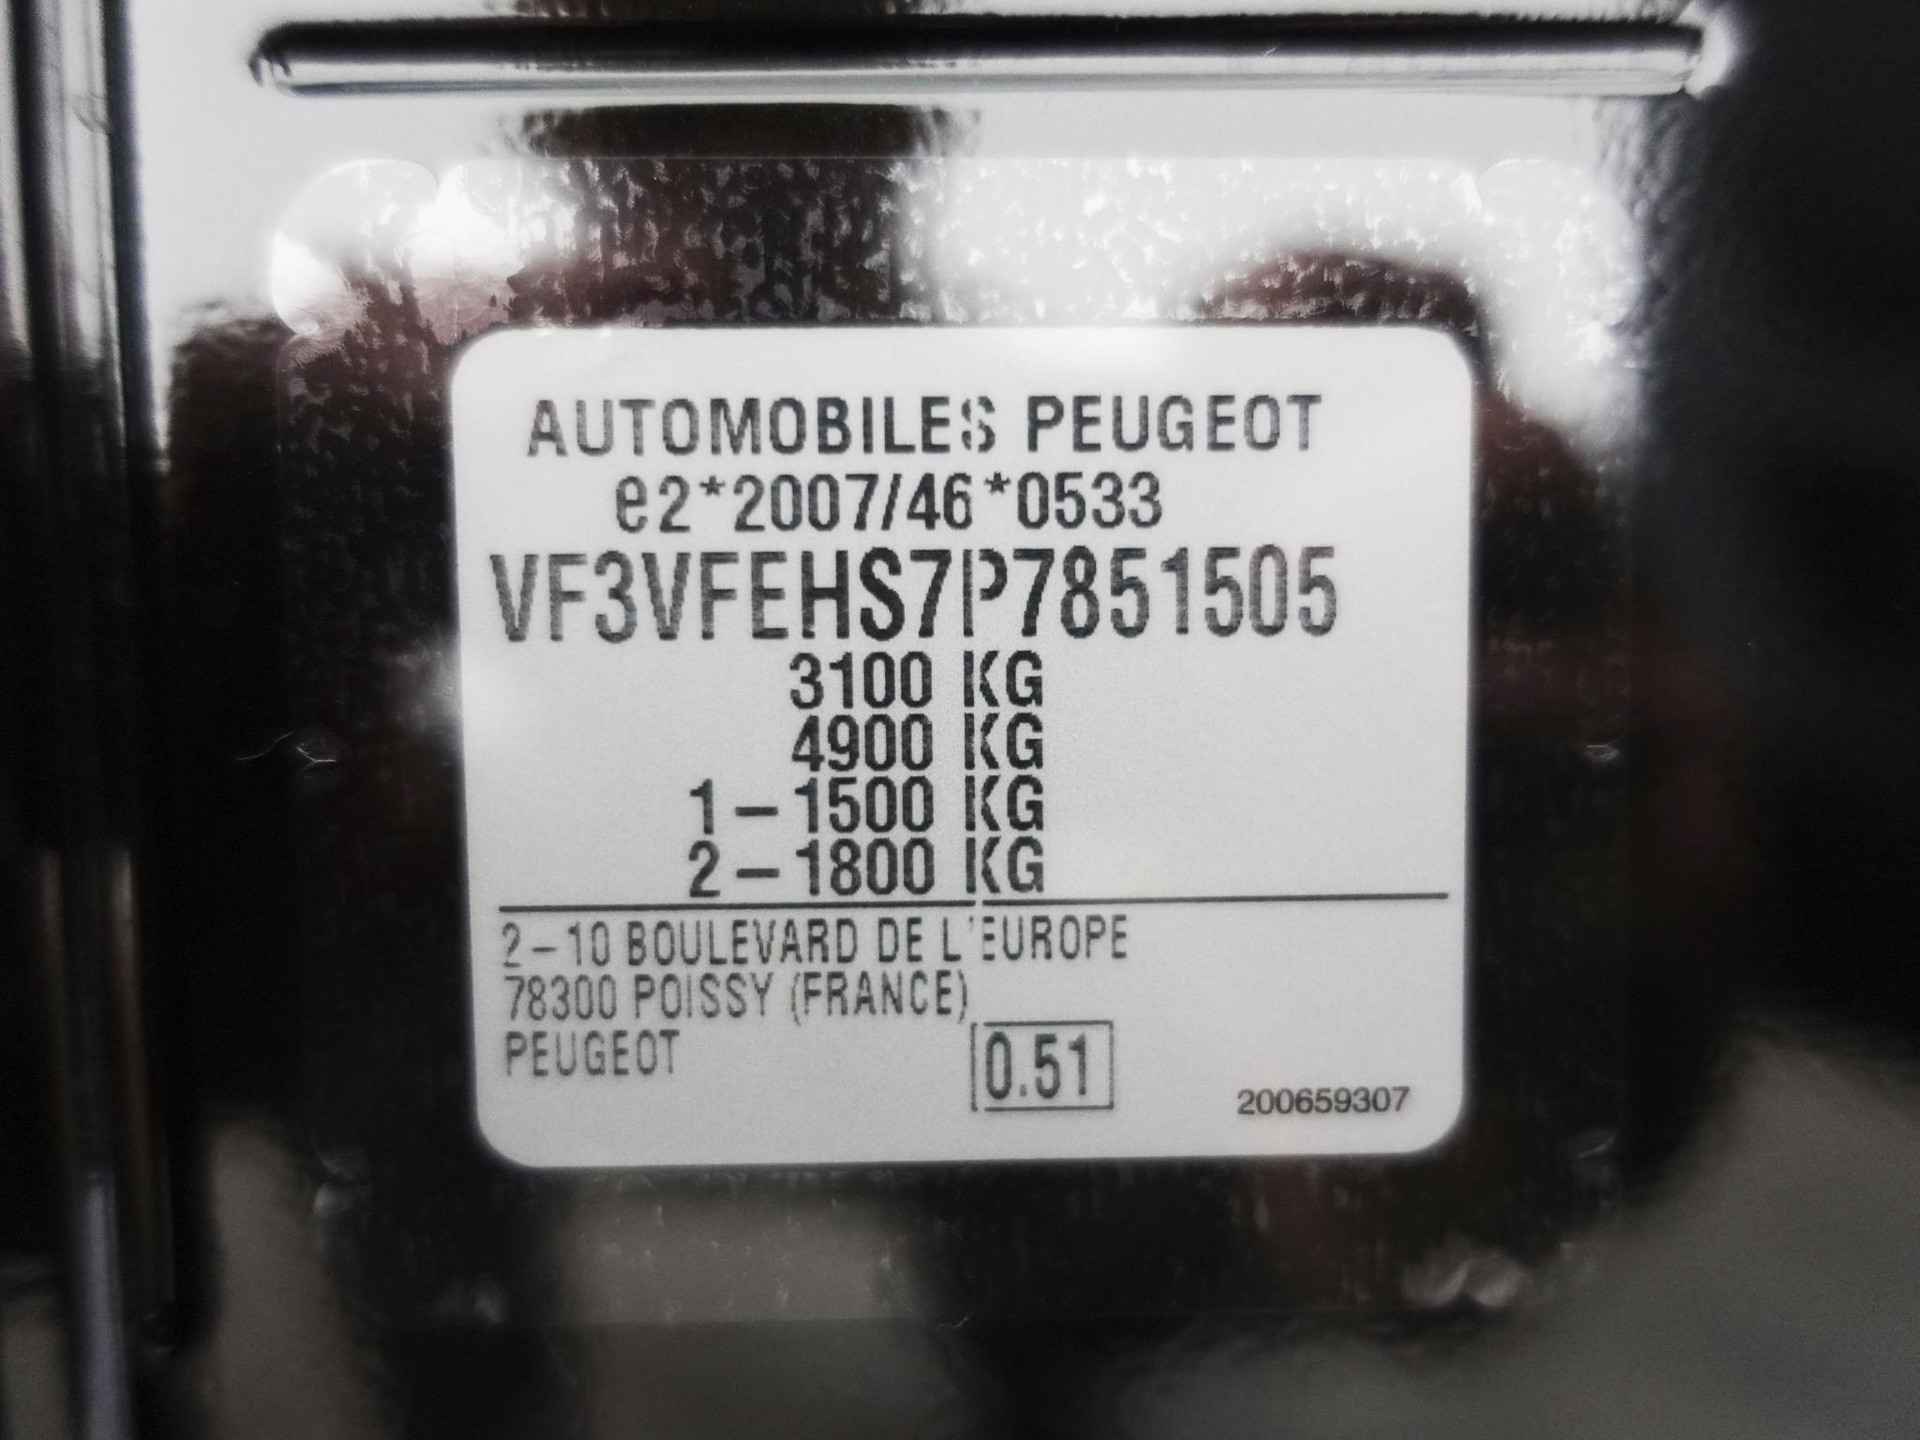 AUTOMOBILES PEUGEOT
e2*2007/46*0533
VF3VFEHS7P7851505
3100 KG
4900 KG
1-1500 KG
2-1800 KG
2-10 BOULEVARD DE L'EUROPE
78300 POISSY (FRANCE)
PEUGEOT
0.51
200659307